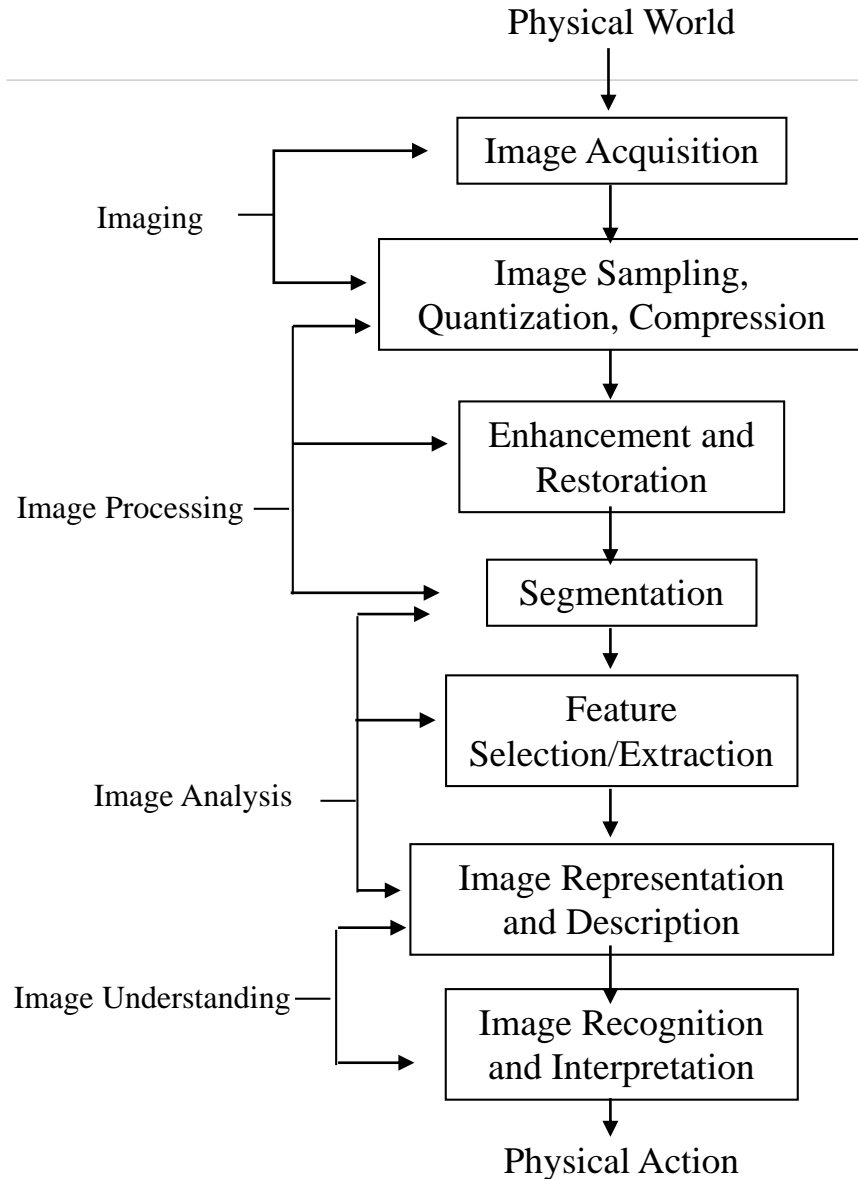 Physical World
Image Acquisition
Imaging
Image Sampling,
Quantization, Compression
Enhancement and
Restoration
Image Processing
Segmentation
Feature
Selection/Extraction
Image Analysis
Image Representation
and Description
Image Understanding
Image Recognition
and Interpretation
Physical Action